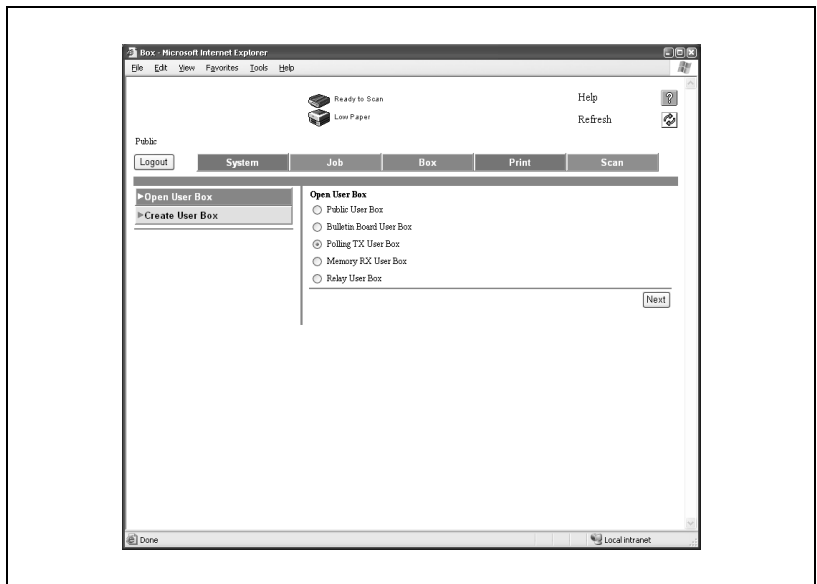 Box - Microsoft Internet Explorer
File Edit View Favorites Tools Help
Ready to Scan
Low Paper
Help
?
Refresh
Public
Logout
System Job Box Print Scan
Open User Box
Create User Box
Open User Box
Public User Box
Bulletin Board User Box
Polling TX User Box
Memory RX User Box
Relay User Box
Next
Done
Local intranet